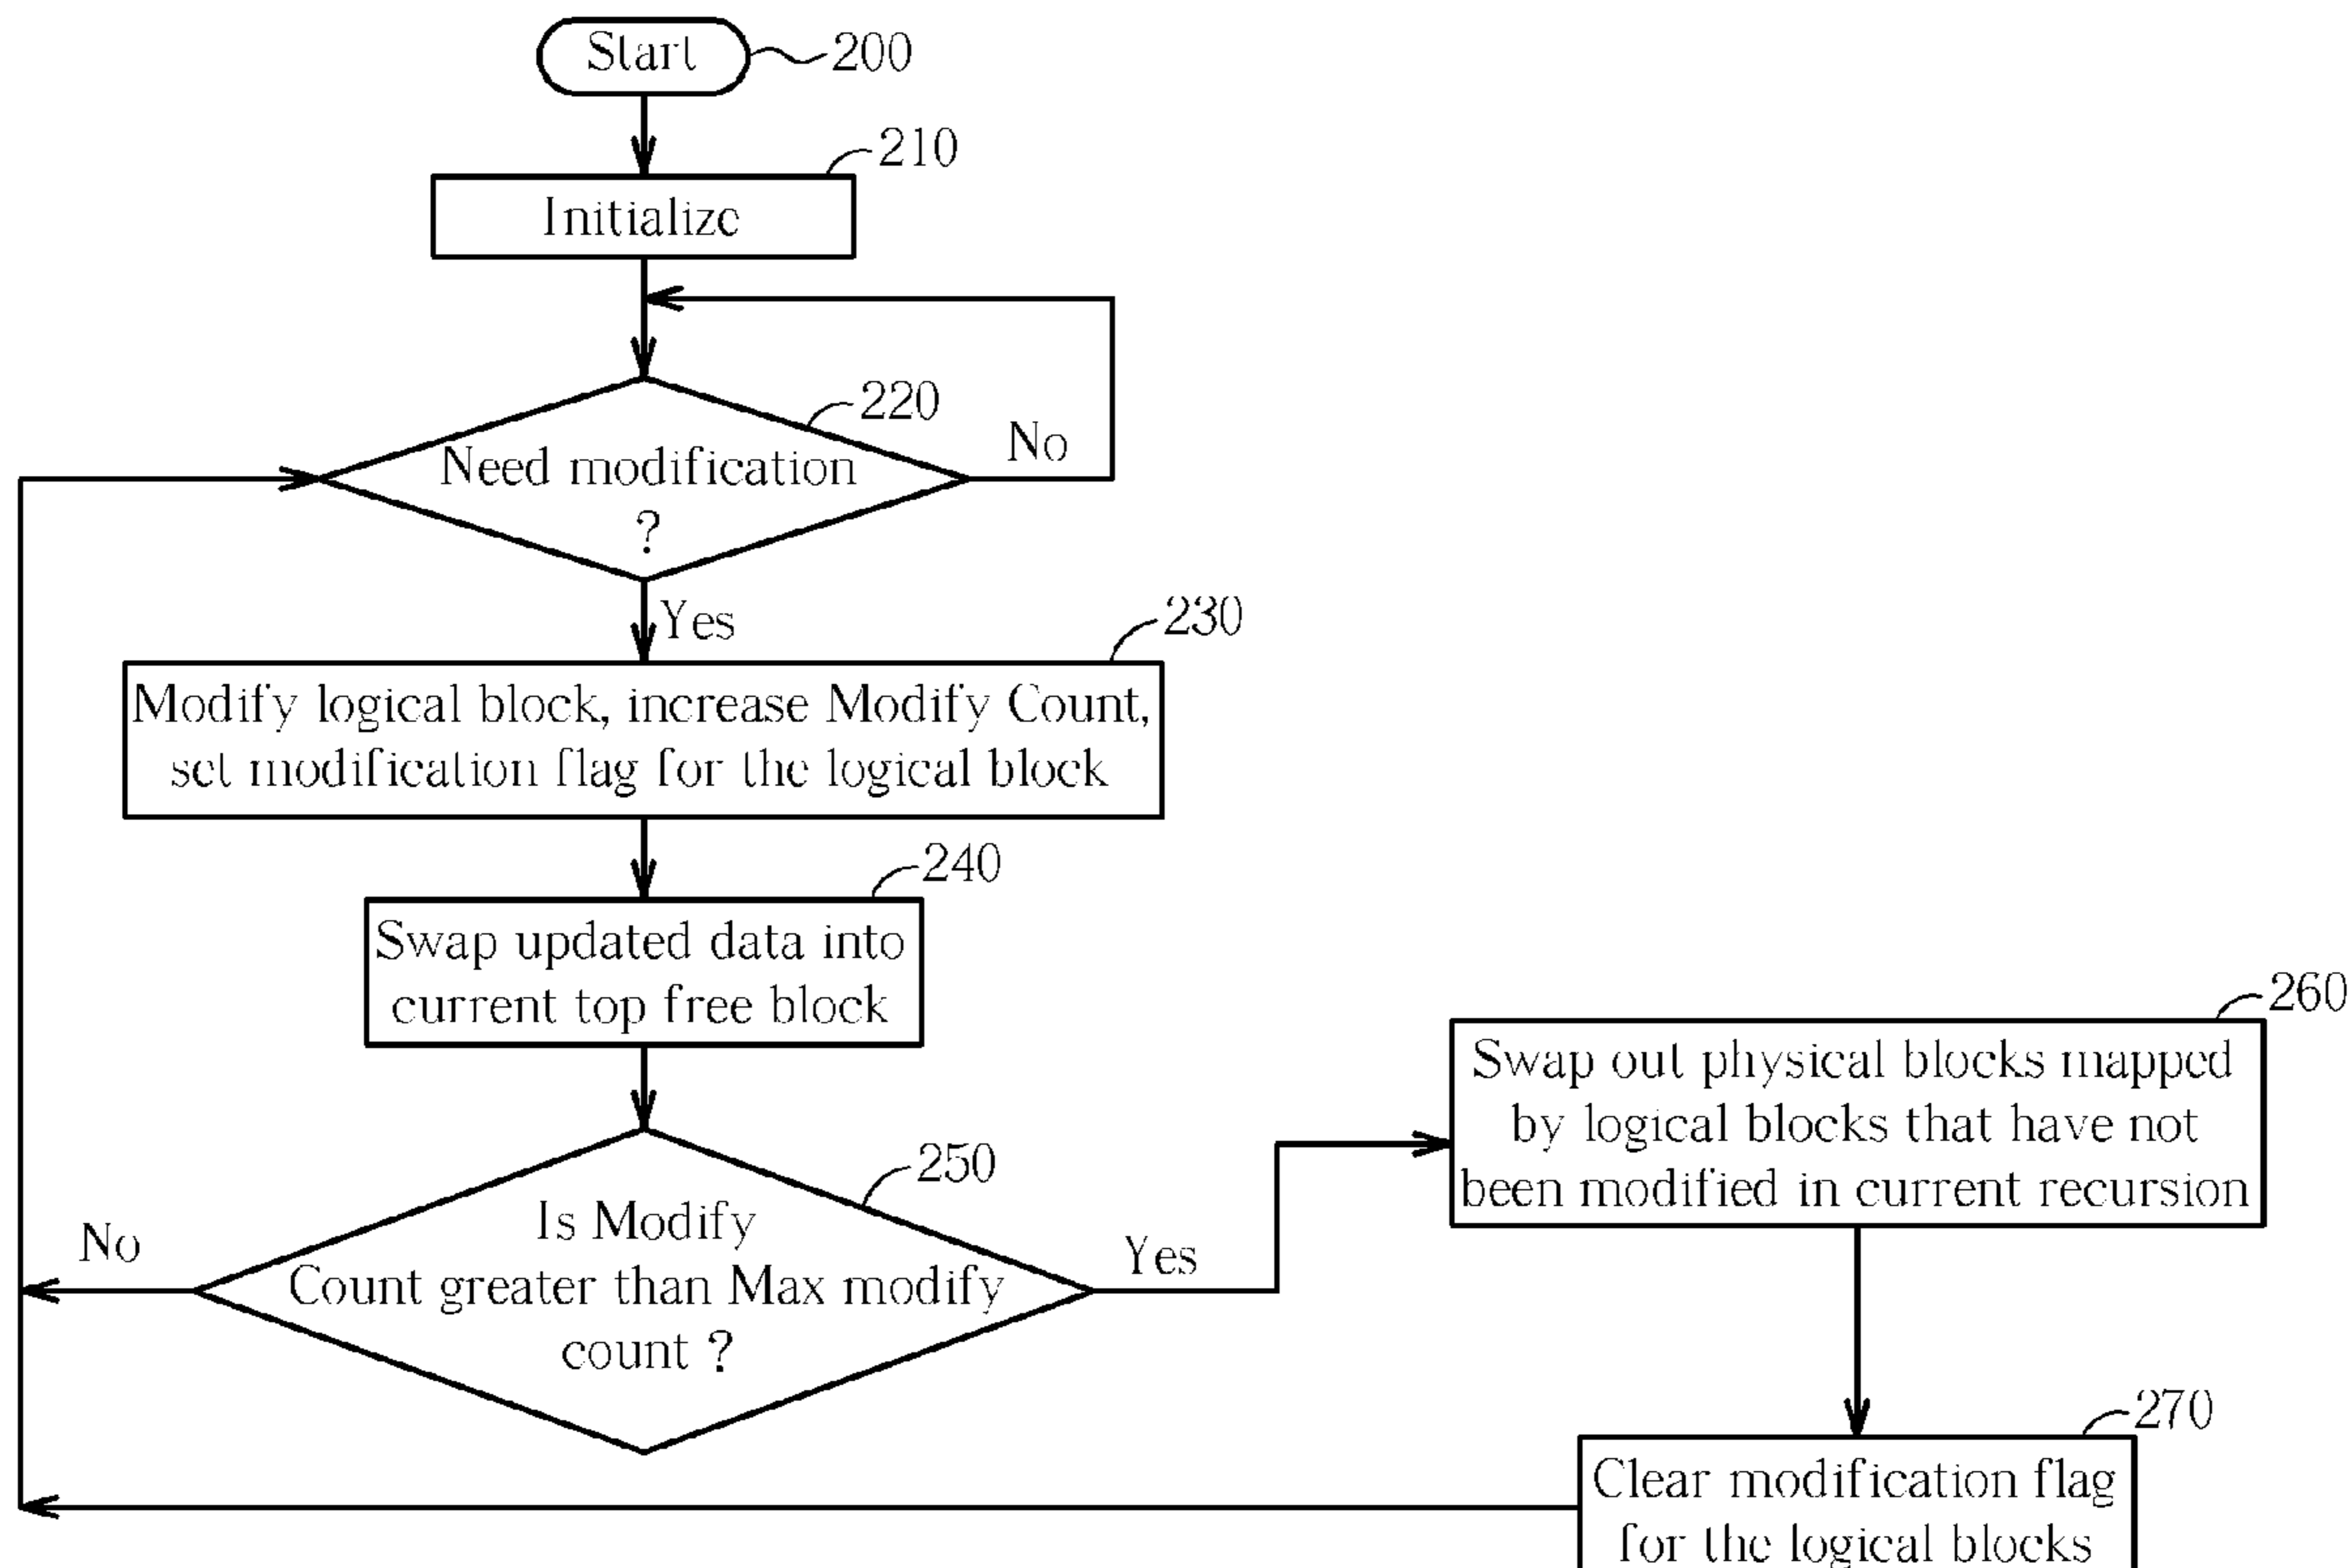 Start
200
210
Initialize
220
No
Need modification
?
Yes
230
Modify logical block, increase Modify Count,
set modification flag for the logical block
240
Swap updated data into
current top free block
260
Swap out physical blocks mapped
by logical blocks that have not
been modified in current recursion
250
Is Modify
Count greater than Max modify
count ?
No
Yes
270
Clear modification flag
for the logical blocks